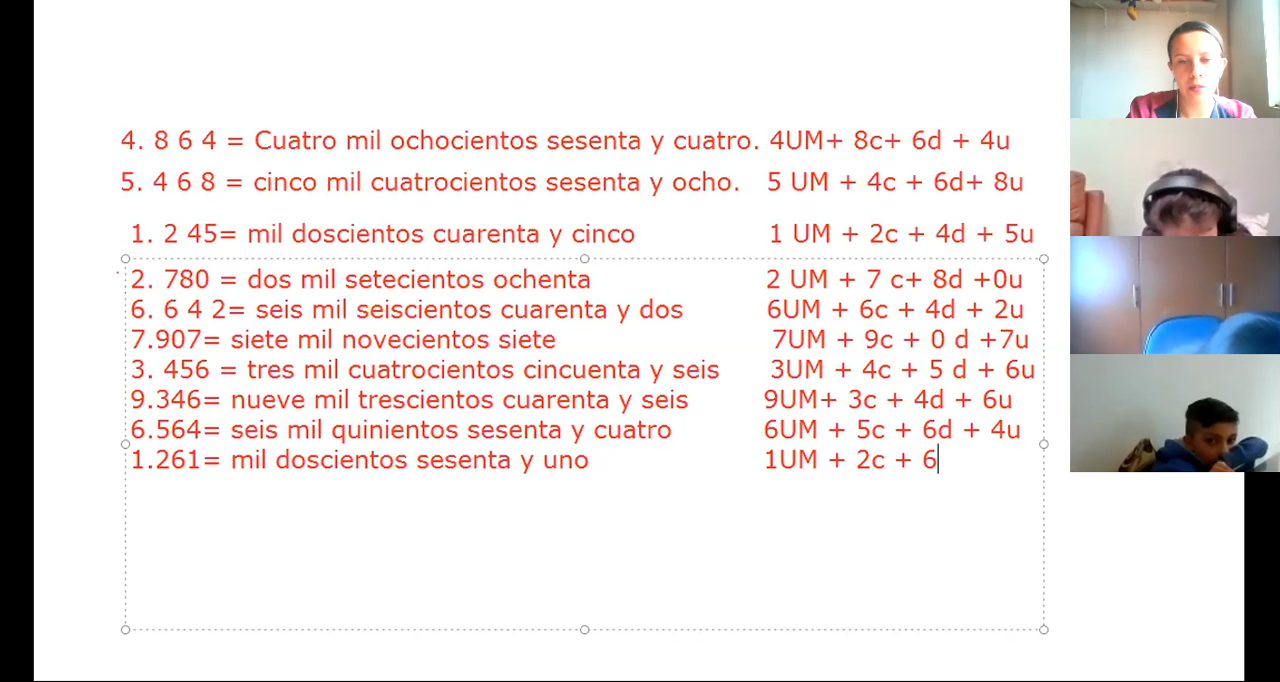 4. 8 6 4 = Cuatro mil ochocientos sesenta y cuatro. 4UM+ 8c+ 6d + 4u
5. 4 6 8 = cinco mil cuatrocientos sesenta y ocho. 5 UM + 4c + 6d+ 8u
1. 2 45= mil doscientos cuarenta y cinco 1 UM + 2c + 4d + 5u
2. 780 = dos mil setecientos ochenta 2 UM + 7 c+ 8d +0u
6. 6 4 2= seis mil seiscientos cuarenta y dos 6UM + 6c + 4d + 2u
7.907= siete mil novecientos siete 7UM + 9c + 0 d +7u
3. 456 = tres mil cuatrocientos cincuenta y seis 3UM + 4c + 5 d + 6u
9.346= nueve mil trescientos cuarenta y seis 9UM+ 3c + 4d + 6u
6.564= seis mil quinientos sesenta y cuatro 6UM + 5c + 6d + 4u
1.261= mil doscientos sesenta y uno 1UM + 2c + 6